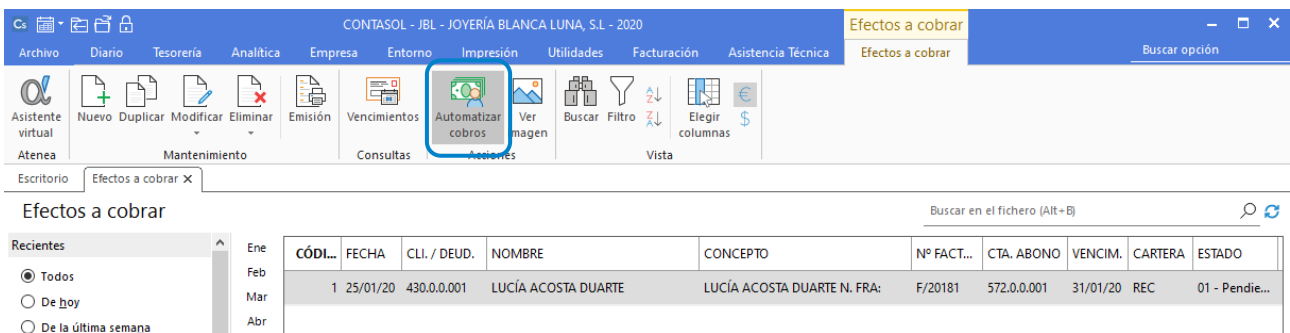 Cs CONTASOL - JBL - JOYERÍA BLANCA LUNA, S.L - 2020 Efectos a cobrar
Archivo Diario Tesorería Analítica Empresa Entorno Impresión Utilidades Facturación Asistencia Técnica Efectos a cobrar Buscar opción
Asistente virtual
Nuevo Duplicar Modificar Eliminar
Emisión
Vencimientos
Automatizar cobros
Ver imagen
Buscar Filtro
Elegir columnas
Atenea Mantenimiento Consultas Acciones Vista
Escritorio Efectos a cobrar X
Efectos a cobrar Buscar en el fichero (Alt+B)
Recientes
Todos
De hoy
De la última semana
Ene
Feb
Mar
Abr
CÓDI... FECHA CLI. / DEUD. NOMBRE CONCEPTO Nº FACT... CTA. ABONO VENCIM. CARTERA ESTADO
1 25/01/20 430.0.0.001 LUCÍA ACOSTA DUARTE LUCÍA ACOSTA DUARTE N. FRA: F/20181 572.0.0.001 31/01/20 REC 01 - Pendie...